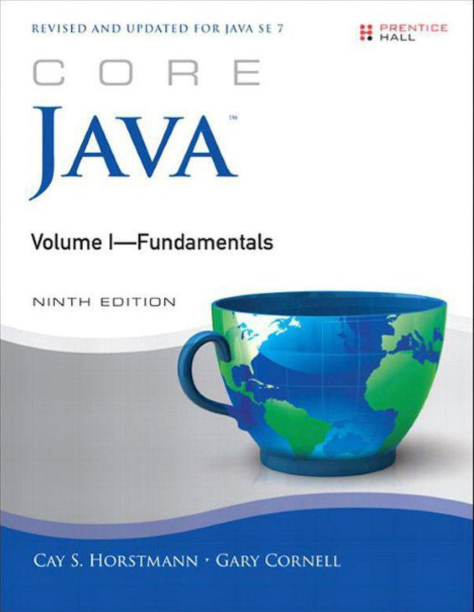 REVISED AND UPDATED FOR JAVA SE 7
PRENTICE
HALL
CORE
JAVA™
Volume I—Fundamentals
NINTH EDITION
CAY S. HORSTMANN · GARY CORNELL